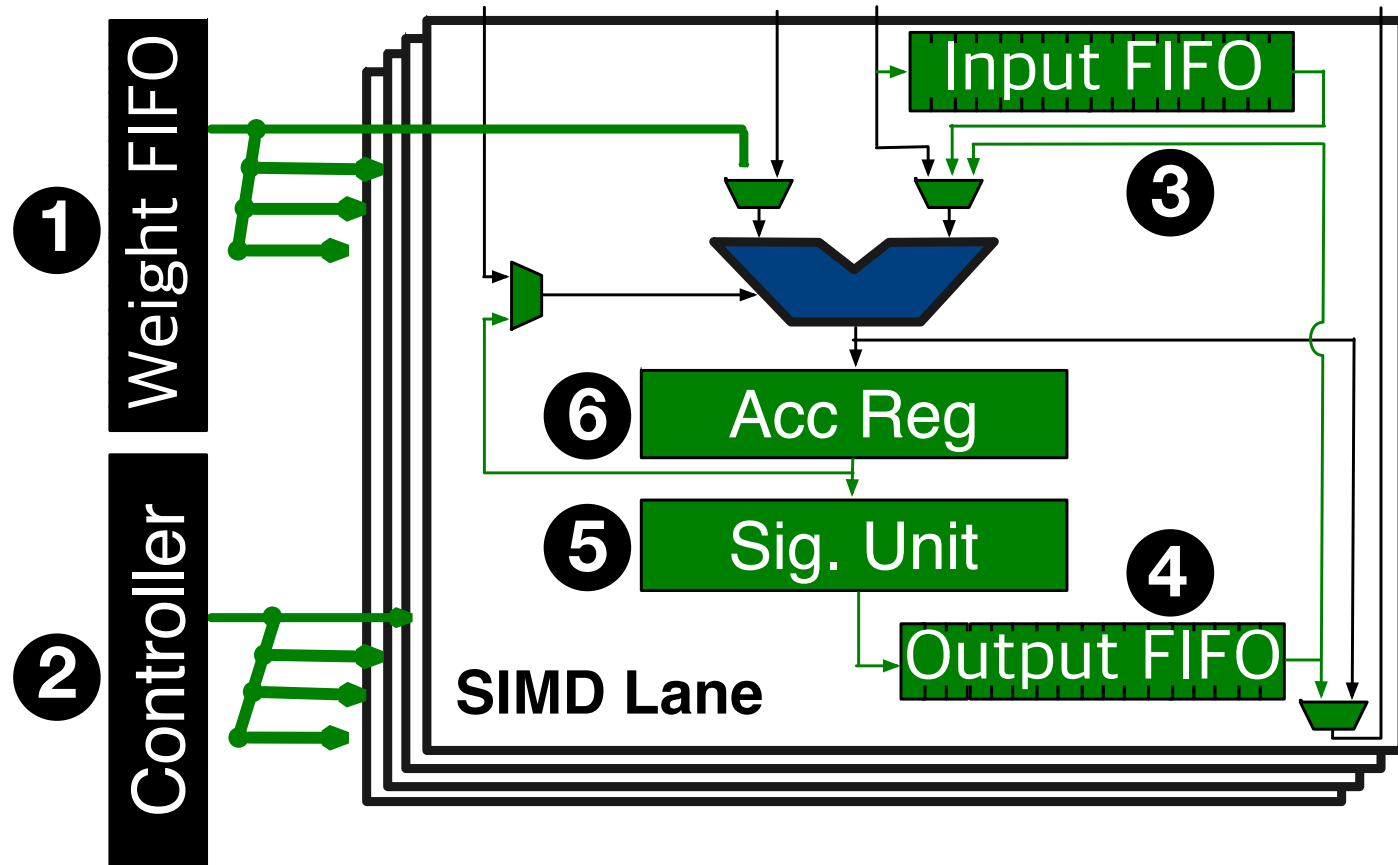 1
Weight FIFO
2
Controller
Input FIFO
3
6
Acc Reg
5
Sig. Unit
4
Output FIFO
SIMD Lane